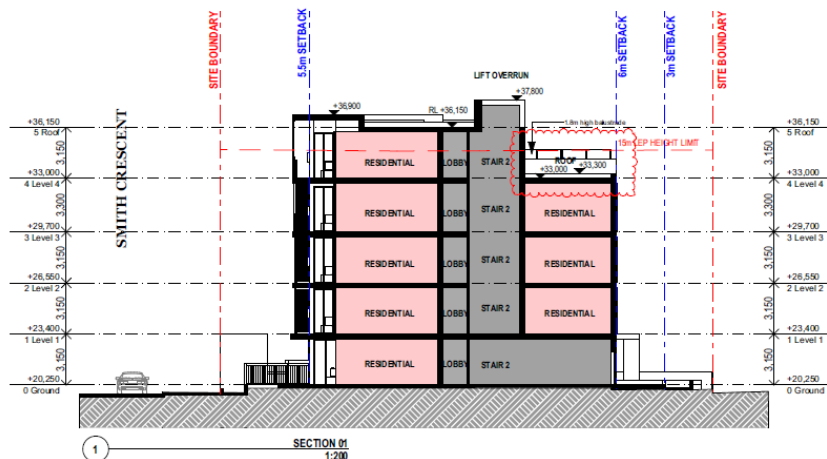 SITE BOUNDARY
5.5m SETBACK
6m SETBACK
3m SETBACK
SITE BOUNDARY
LIFT OVERRUN
+37,800
+36,900
RL +36,150
1.8m high balustrade
+36,150
5 Roof
+36,150
5 Roof
15m LEP HEIGHT LIMIT
3,150
RESIDENTIAL
LOBBY
STAIR 2
ROOF
+33,300
+33,000
3,150
+33,000
4 Level 4
+33,000
4 Level 4
SMITH CRESCENT
3,300
RESIDENTIAL
LOBBY
STAIR 2
RESIDENTIAL
3,300
+29,700
3 Level 3
+29,700
3 Level 3
3,150
RESIDENTIAL
LOBBY
STAIR 2
RESIDENTIAL
3,150
+26,550
2 Level 2
+26,550
2 Level 2
3,150
RESIDENTIAL
LOBBY
STAIR 2
RESIDENTIAL
3,150
+23,400
1 Level 1
+23,400
1 Level 1
3,150
RESIDENTIAL
LOBBY
STAIR 2
3,150
+20,250
0 Ground
+20,250
0 Ground
1
SECTION 01
1:200